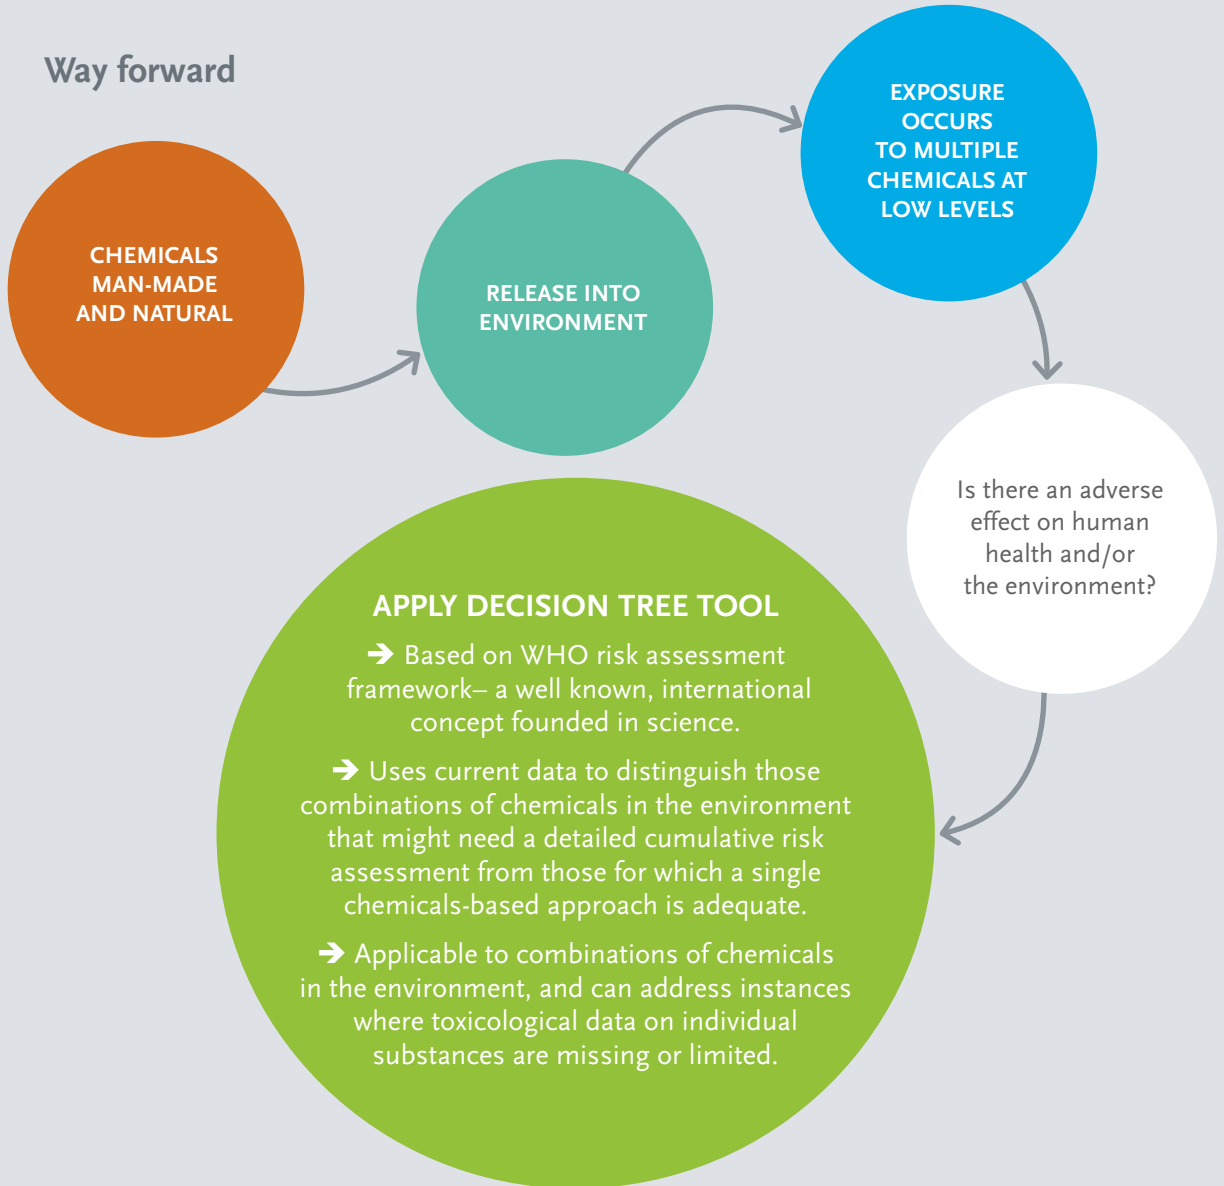 Way forward
CHEMICALS
MAN-MADE
AND NATURAL
RELEASE INTO
ENVIRONMENT
EXPOSURE
OCCURS
TO MULTIPLE
CHEMICALS AT
LOW LEVELS
Is there an adverse
effect on human
health and/or
the environment?
APPLY DECISION TREE TOOL
➔ Based on WHO risk assessment
framework– a well known, international
concept founded in science.
➔ Uses current data to distinguish those
combinations of chemicals in the environment
that might need a detailed cumulative risk
assessment from those for which a single
chemicals-based approach is adequate.
➔ Applicable to combinations of chemicals
in the environment, and can address instances
where toxicological data on individual
substances are missing or limited.